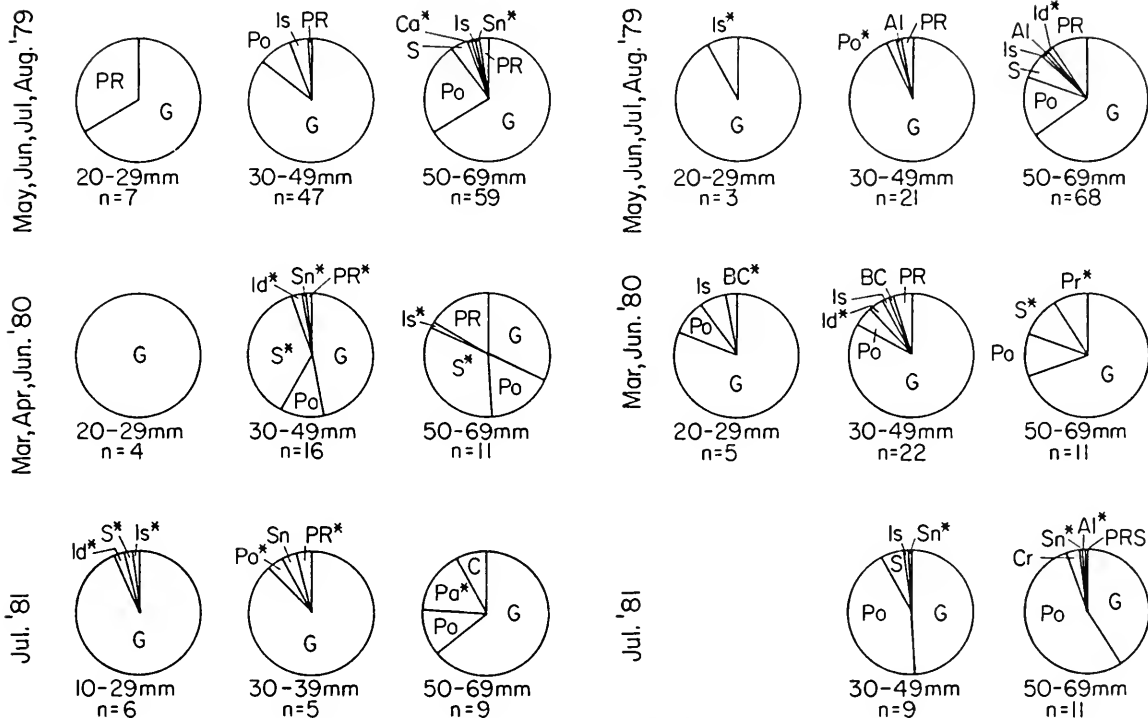 May,Jun,Jul,Aug.'79
PR
G
20-29mm
n=7
Po
Is
PR
G
30-49mm
n=47
Ca*
Is
Sn*
S
PR
Po
G
50-69mm
n=59
May,Jun,Jul,Aug.'79
Is*
G
20-29mm
n=3
Po*
Al
PR
G
30-49mm
n=21
Id*
Al
PR
Is
S
Po
G
50-69mm
n=68
Mar,Apr,Jun.'80
G
20-29mm
n=4
Id*
Sn*
PR*
S*
G
Po
30-49mm
n=16
PR
G
Is*
S*
Po
50-69mm
n=11
Mar,Jun.'80
Is
BC*
Po
G
20-29mm
n=5
BC
PR
Is
Id*
Po
G
30-49mm
n=22
Pr*
S*
Po
G
50-69mm
n=11
Jul.'81
S*
Is*
Id*
G
10-29mm
n=6
Sn
PR*
Po*
G
30-39mm
n=5
C
Pa*
G
Po
50-69mm
n=9
Jul.'81
Is
Sn*
S
Po
G
30-49mm
n=9
Al*
Sn*
PRS
Cr
Po
G
50-69mm
n=11